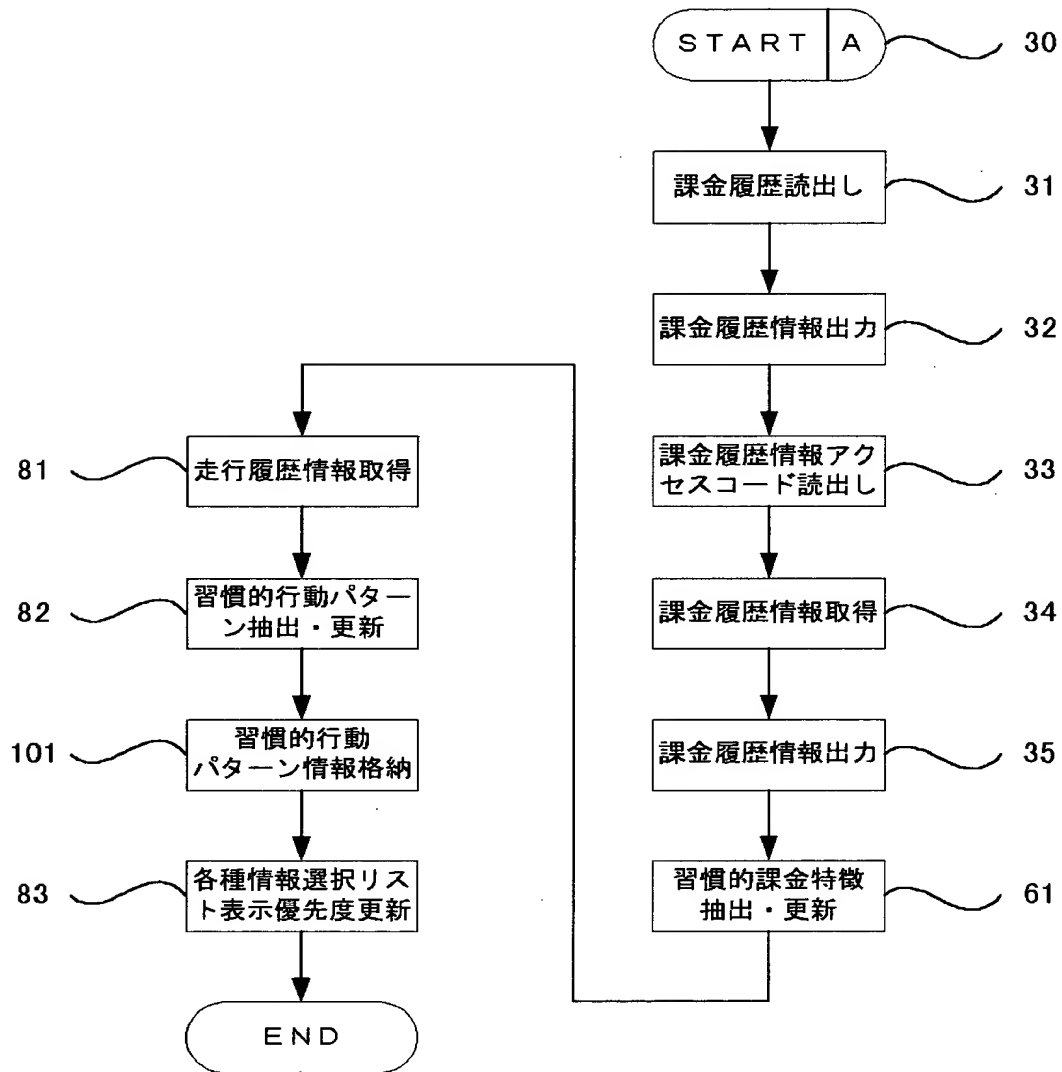 START A
30
課金履歴読出し
31
課金履歴情報出力
32
課金履歴情報アク
セスコード読出し
33
課金履歴情報取得
34
課金履歴情報出力
35
習慣的課金特徴
抽出・更新
61
81
走行履歴情報取得
82
習慣的行動パター
ン抽出・更新
101
習慣的行動
パターン情報格納
83
各種情報選択リス
ト表示優先度更新
END